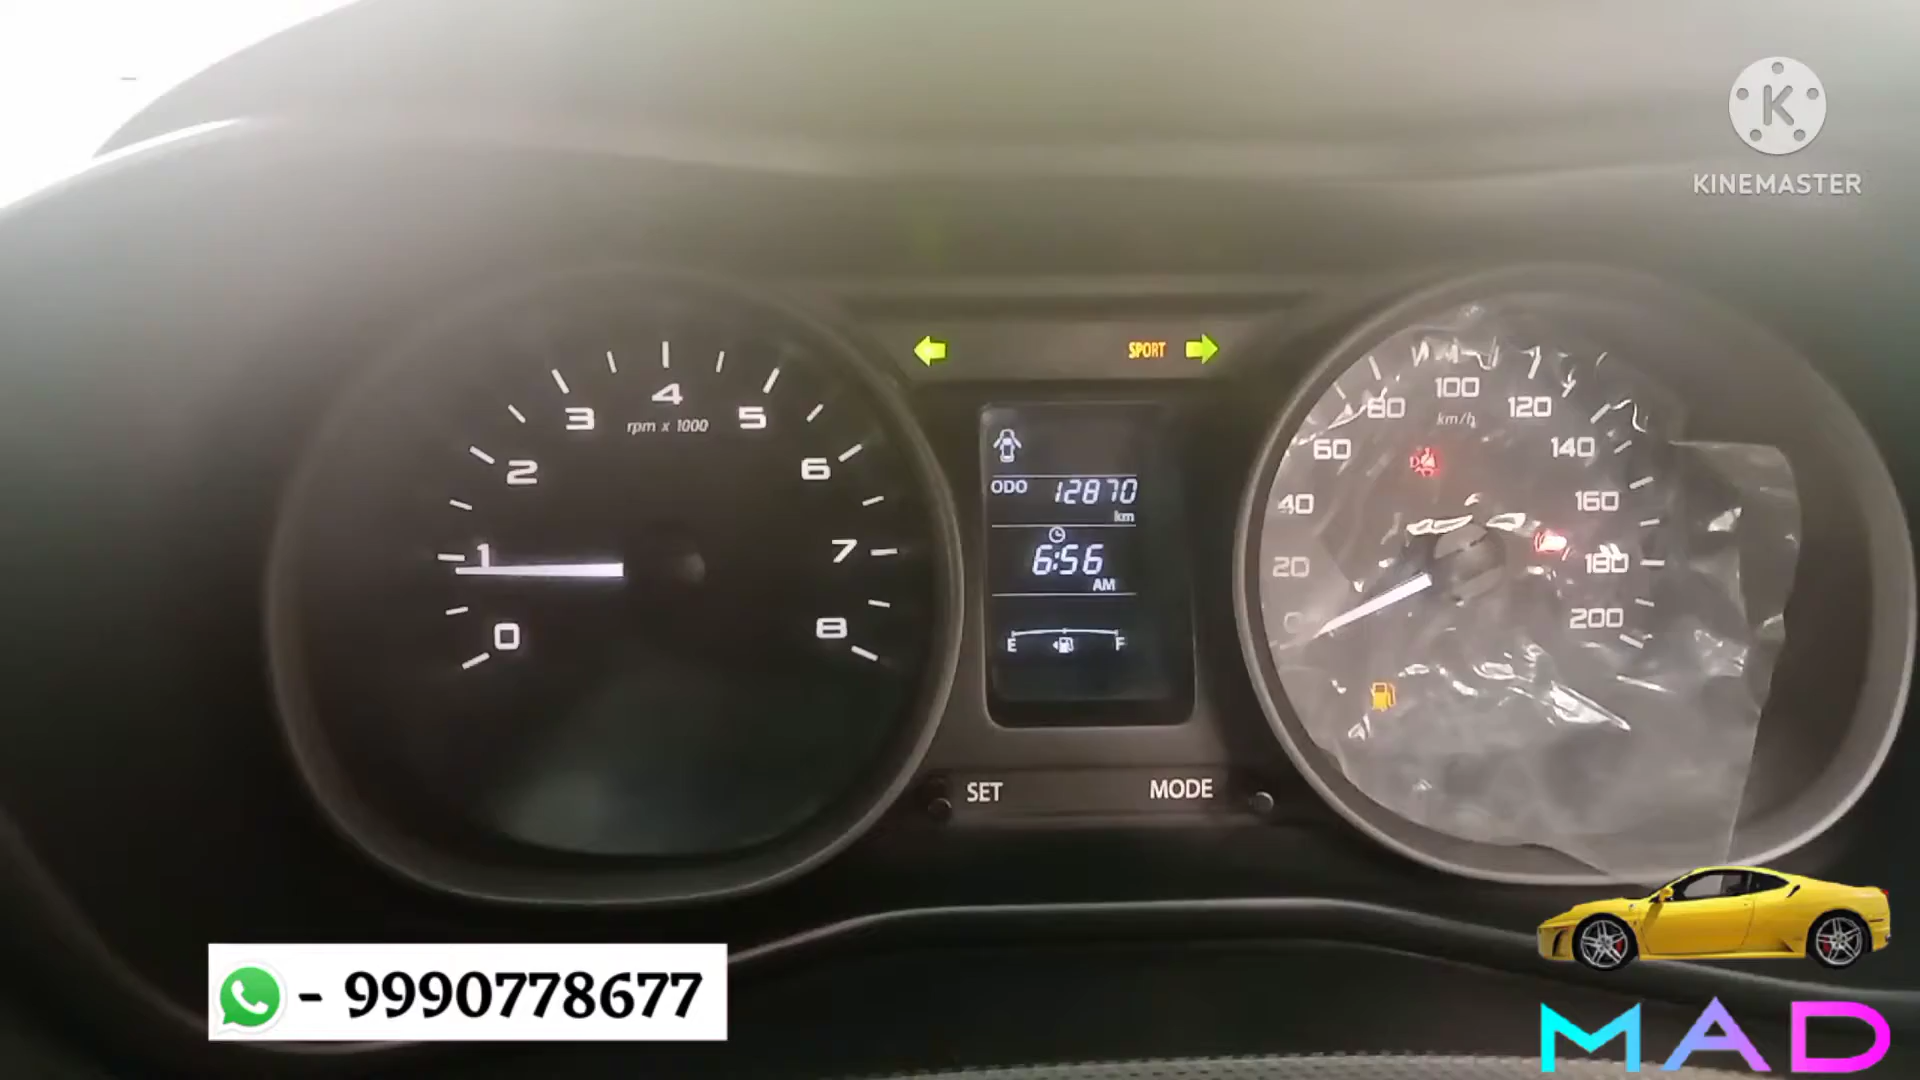 K
KINEMASTER
SPORT
0
1
2
3
4
5
6
7
8
rpm x 1000
ODO 12870
km
6:56
AM
E F
SET MODE
20
40
60
80
100
120
140
160
180
200
km/h
- 9990778677
MAD